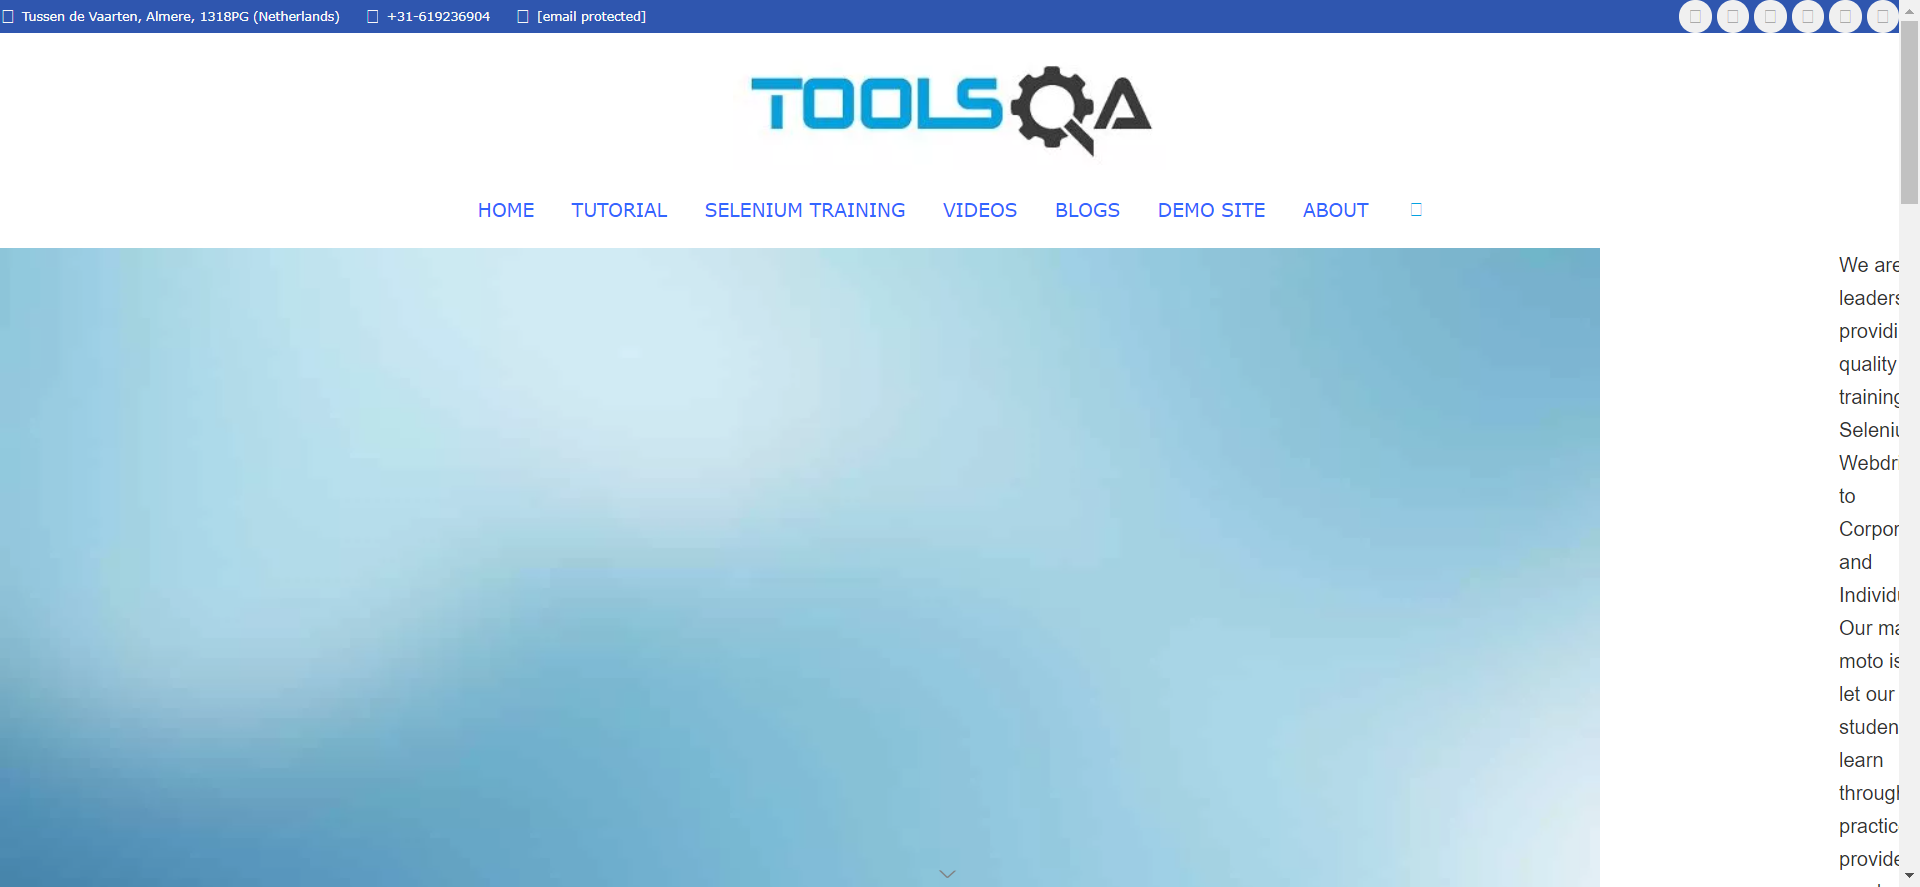 Tussen de Vaarten, Almere, 1318PG (Netherlands) +31-619236904 [email protected]
TOOLSQA
HOME TUTORIAL SELENIUM TRAINING VIDEOS BLOGS DEMO SITE ABOUT
We are
leaders
providi
quality
training
Seleniu
Webdr
to
Corpor
and
Individu
Our ma
moto is
let our
studen
learn
through
practic
provide